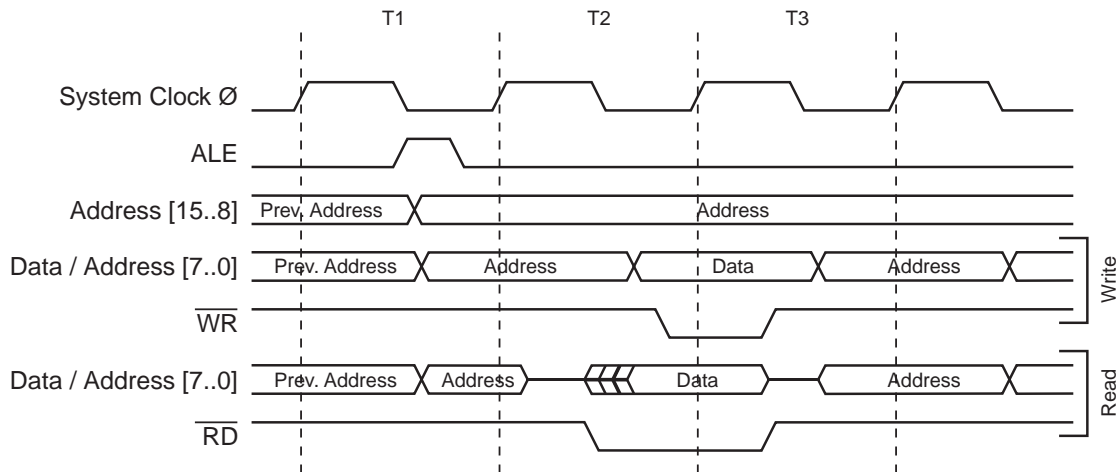 T1 T2 T3
System Clock Ø
ALE
Address [15..8] Prev. Address Address
Data / Address [7..0] Prev. Address Address Data Address
WR
Write
Data / Address [7..0] Prev. Address Address Data Address
RD
Read